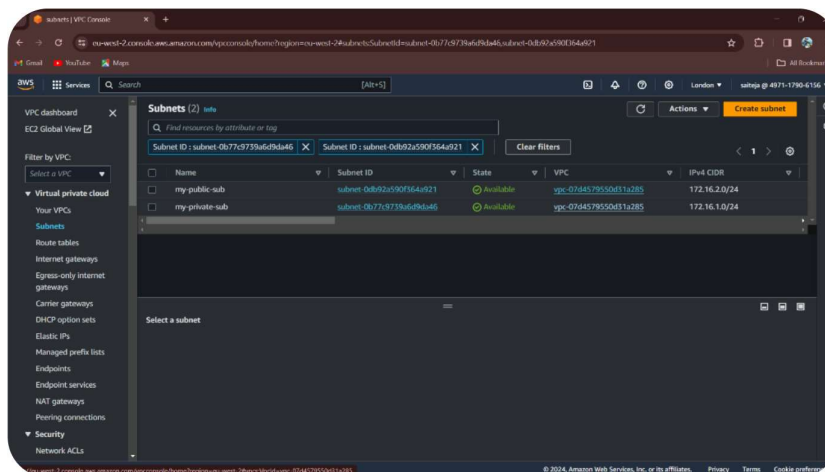 subnets | VPC Console
eu-west-2.console.aws.amazon.com/vpcconsole/home?region=eu-west-2#subnets:SubnetId=subnet-0b77c9739a6d9da46,subnet-0db92a590f364a921
Gmail YouTube Maps All Bookmar
aws Services Search [Alt+S] London saiteja @ 4971-1790-6156
VPC dashboard
EC2 Global View
Filter by VPC:
Select a VPC
Virtual private cloud
Your VPCs
Subnets
Route tables
Internet gateways
Egress-only internet
gateways
Carrier gateways
DHCP option sets
Elastic IPs
Managed prefix lists
Endpoints
Endpoint services
NAT gateways
Peering connections
Security
Network ACLs
Subnets (2) Info
Actions Create subnet
Find resources by attribute or tag
Subnet ID : subnet-0b77c9739a6d9da46 Subnet ID : subnet-0db92a590f364a921 Clear filters
1
Name Subnet ID State VPC IPv4 CIDR
my-public-sub subnet-0db92a590f364a921 Available vpc-07d4579550d31a285 172.16.2.0/24
my-private-sub subnet-0b77c9739a6d9da46 Available vpc-07d4579550d31a285 172.16.1.0/24
Select a subnet
© 2024, Amazon Web Services, Inc. or its affiliates. Privacy Terms Cookie preference